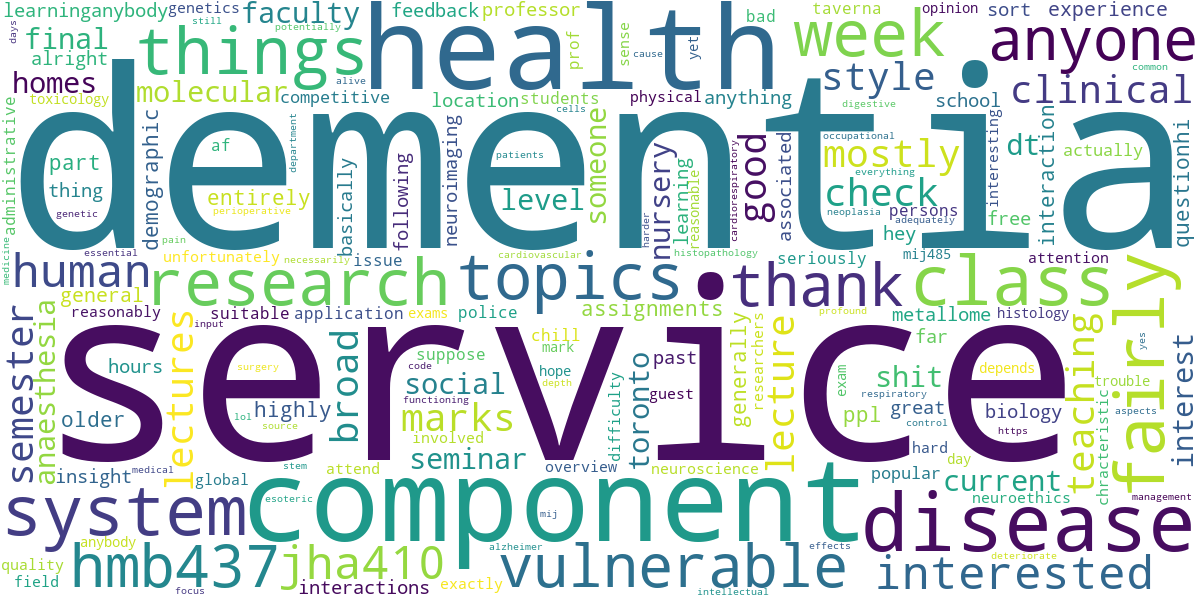 learninganybody genetics faculty feedback professor taverna opinion sort experience
days still potentially bad
final things health prof sense yet week anyone
alright cause alive style common
homes molecular competitive location students physical anything school clinical
toxicology cells digestive
dementia
administrative part af demographic department neuroimaging patients someone learning nursery good associated mostly occupational dt interaction actually
thing entirely basically following level reasonable cardiorespiratory check everything interesting questionhi
genetic perioperative harder neoplasia persons free
adequately hey
medicine pain essential unfortunately necessarily issue cardiovascular histopathology seriously mij485 attention
human research topics thank class fairly
general reasonably suitable application exams police assignments profound metallome histology
semester anaesthesia lectures input chill mark suppose past researchers far teaching yes interest
service
hours surgery code hope depth social functioning guest generally lecture exam shit depends trouble
older broad lol highly source marks difficulty toronto ppl great control biology respiratory aspects
involved hard https characteristic
insight medical stem attend seminar overview neuroscience popular day current management
system global component disease
esoteric mij neuroethics
anybody alzheimer effects deteriorate
quality hmb437 jha410 vulnerable interested
field focus interactions exactly intellectual